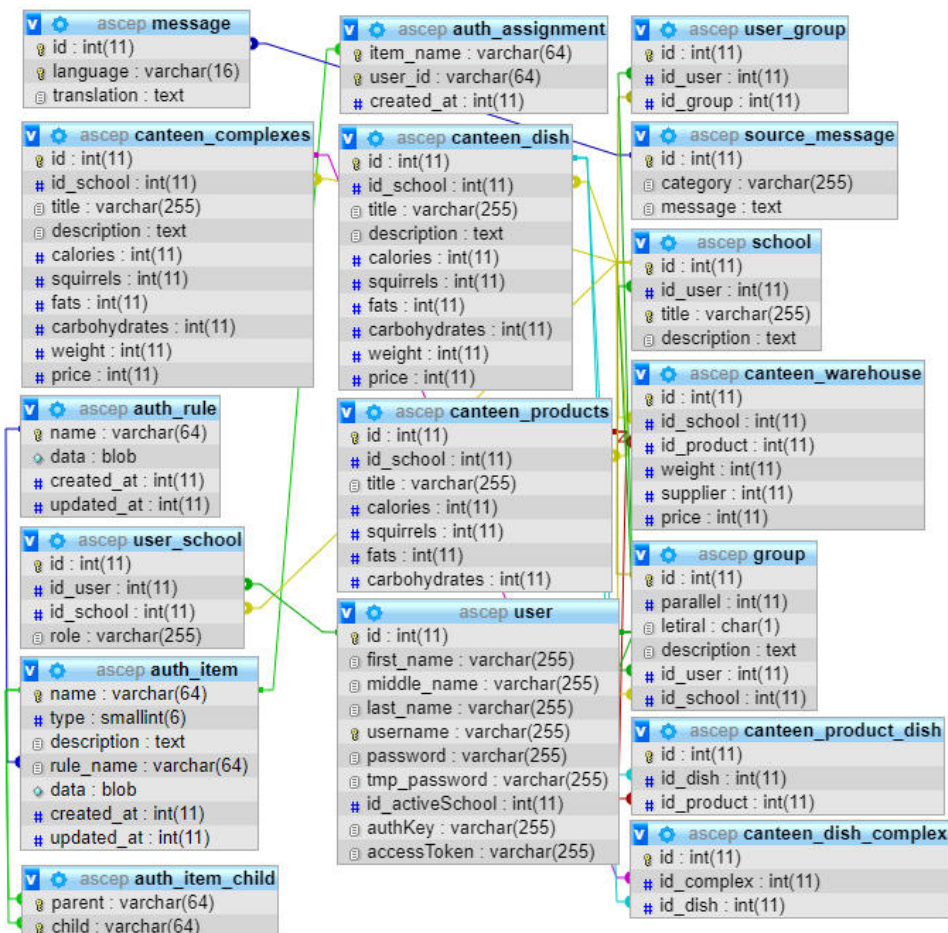 ascep message
id : int(11)
language : varchar(16)
translation : text
ascep auth_assignment
item_name : varchar(64)
user_id : varchar(64)
created_at : int(11)
ascep user_group
id : int(11)
id_user : int(11)
id_group : int(11)
ascep canteen_complexes
id : int(11)
id_school : int(11)
title : varchar(255)
description : text
calories : int(11)
squirrels : int(11)
fats : int(11)
carbohydrates : int(11)
weight : int(11)
price : int(11)
ascep canteen_dish
id : int(11)
id_school : int(11)
title : varchar(255)
description : text
calories : int(11)
squirrels : int(11)
fats : int(11)
carbohydrates : int(11)
weight : int(11)
price : int(11)
ascep source_message
id : int(11)
category : varchar(255)
message : text
ascep school
id : int(11)
id_user : int(11)
title : varchar(255)
description : text
ascep canteen_warehouse
id : int(11)
id_school : int(11)
id_product : int(11)
weight : int(11)
supplier : int(11)
price : int(11)
ascep auth_rule
name : varchar(64)
data : blob
created_at : int(11)
updated_at : int(11)
ascep canteen_products
id : int(11)
id_school : int(11)
title : varchar(255)
calories : int(11)
squirrels : int(11)
fats : int(11)
carbohydrates : int(11)
ascep user_school
id : int(11)
id_user : int(11)
id_school : int(11)
role : varchar(255)
ascep group
id : int(11)
parallel : int(11)
letiral : char(1)
description : text
id_user : int(11)
id_school : int(11)
ascep user
id : int(11)
first_name : varchar(255)
middle_name : varchar(255)
last_name : varchar(255)
username : varchar(255)
password : varchar(255)
tmp_password : varchar(255)
id_activeSchool : int(11)
authKey : varchar(255)
accessToken : varchar(255)
ascep auth_item
name : varchar(64)
type : smallint(6)
description : text
rule_name : varchar(64)
data : blob
created_at : int(11)
updated_at : int(11)
ascep canteen_product_dish
id : int(11)
id_dish : int(11)
id_product : int(11)
ascep canteen_dish_complex
id : int(11)
id_complex : int(11)
id_dish : int(11)
ascep auth_item_child
parent : varchar(64)
child : varchar(64)